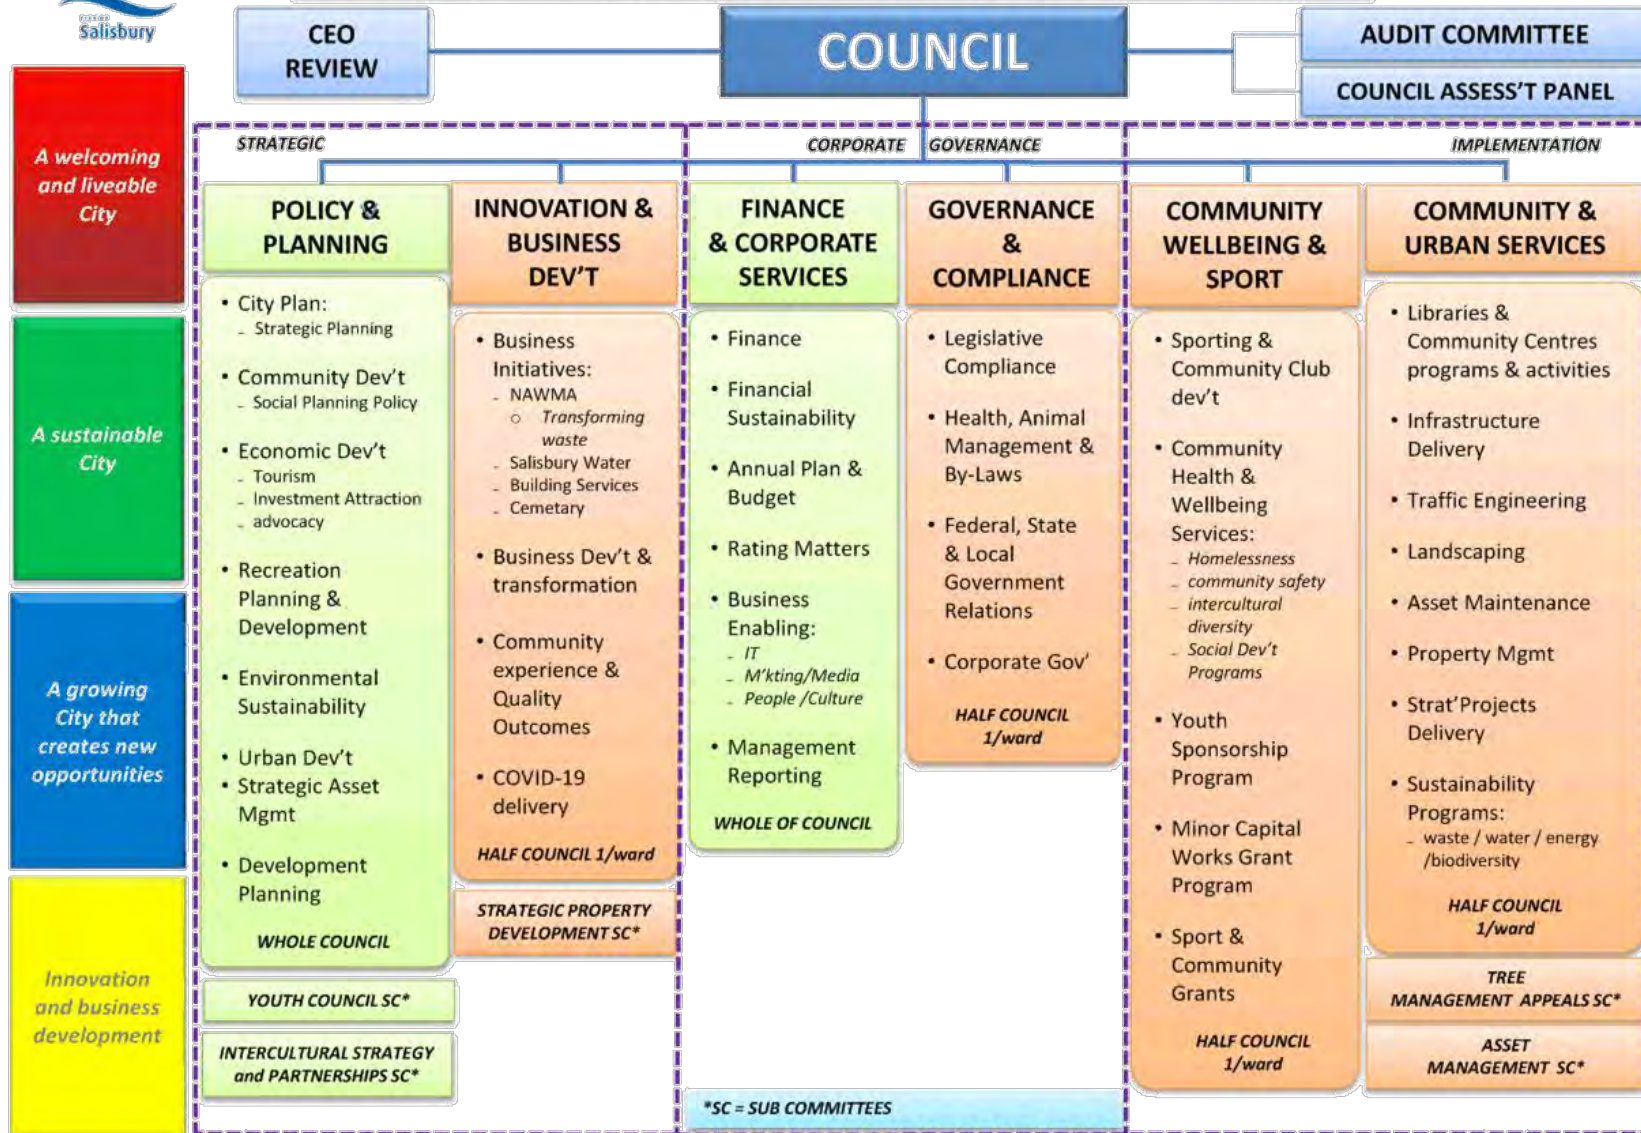 CITY OF
Salisbury
CEO
REVIEW
COUNCIL
AUDIT COMMITTEE
COUNCIL ASSESS'T PANEL
A welcoming
and liveable
City
A sustainable
City
A growing
City that
creates new
opportunities
Innovation
and business
development
STRATEGIC
CORPORATE GOVERNANCE
IMPLEMENTATION
POLICY &
PLANNING
• City Plan:
- Strategic Planning
• Community Dev't
- Social Planning Policy
• Economic Dev't
- Tourism
- Investment Attraction
- advocacy
• Recreation
Planning &
Development
• Environmental
Sustainability
• Urban Dev't
• Strategic Asset
Mgmt
• Development
Planning
WHOLE COUNCIL
YOUTH COUNCIL SC*
INTERCULTURAL STRATEGY
and PARTNERSHIPS SC*
INNOVATION &
BUSINESS
DEV'T
• Business
Initiatives:
- NAWMA
o Transforming
waste
- Salisbury Water
- Building Services
- Cemetary
• Business Dev't &
transformation
• Community
experience &
Quality
Outcomes
• COVID-19
delivery
HALF COUNCIL 1/ward
STRATEGIC PROPERTY
DEVELOPMENT SC*
FINANCE
& CORPORATE
SERVICES
• Finance
• Financial
Sustainability
• Annual Plan &
Budget
• Rating Matters
• Business
Enabling:
- IT
- M'kting/Media
- People /Culture
• Management
Reporting
WHOLE OF COUNCIL
GOVERNANCE
&
COMPLIANCE
• Legislative
Compliance
• Health, Animal
Management &
By-Laws
• Federal, State
& Local
Government
Relations
• Corporate Gov'
HALF COUNCIL
1/ward
COMMUNITY
WELLBEING &
SPORT
• Sporting &
Community Club
dev't
• Community
Health &
Wellbeing
Services:
- Homelessness
- community safety
- intercultural
diversity
- Social Dev't
Programs
• Youth
Sponsorship
Program
• Minor Capital
Works Grant
Program
• Sport &
Community
Grants
HALF COUNCIL
1/ward
COMMUNITY &
URBAN SERVICES
• Libraries &
Community Centres
programs & activities
• Infrastructure
Delivery
• Traffic Engineering
• Landscaping
• Asset Maintenance
• Property Mgmt
• Strat'Projects
Delivery
• Sustainability
Programs:
- waste / water / energy
/biodiversity
HALF COUNCIL
1/ward
TREE
MANAGEMENT APPEALS SC*
ASSET
MANAGEMENT SC*
*SC = SUB COMMITTEES